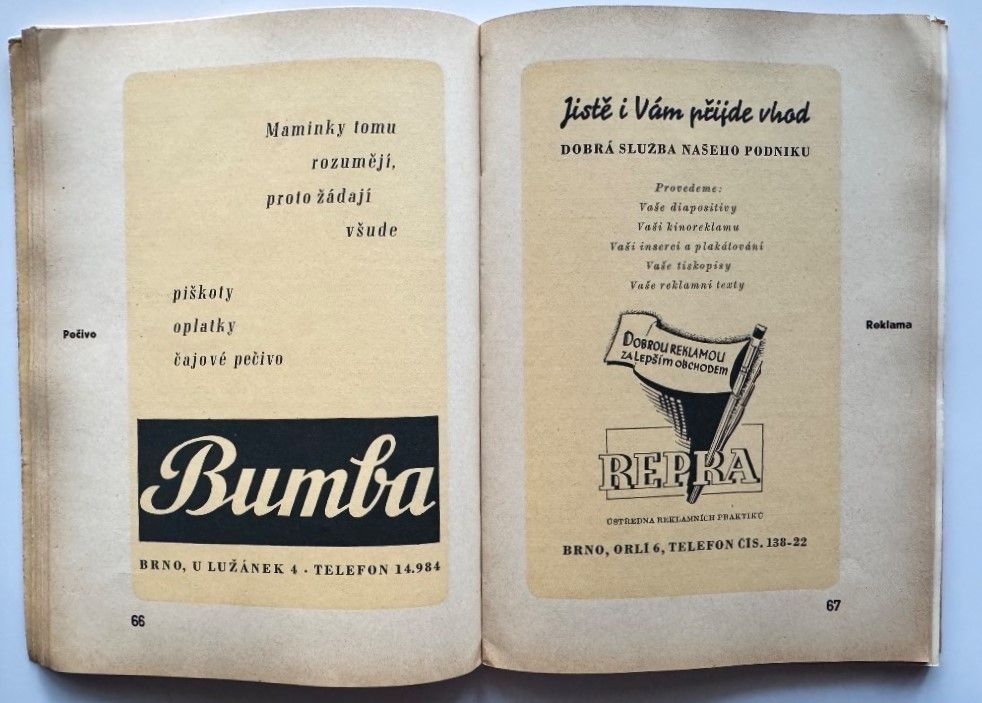 Maminky tomu
rozumějí,
proto žádají
všude
piškoty
oplatky
čajové pečivo
Pečivo
Bumba
BRNO, U LUŽÁNEK 4 · TELEFON 14.984
66
Jistě i Vám přijde vhod
DOBRÁ SLUŽBA NAŠEHO PODNIKU
Provedeme:
Vaše diapositivy
Vaši kinoreklamu
Vaši inserci a plakátování
Vaše tiskopisy
Vaše reklamní texty
Reklama
DOBROU REKLAMOU
ZA LEPŠÍM OBCHODEM
REPRA
ÚSTŘEDNA REKLAMNÍCH PRAKTIKŮ
BRNO, ORLÍ 6, TELEFON ČÍS. 138-22
67